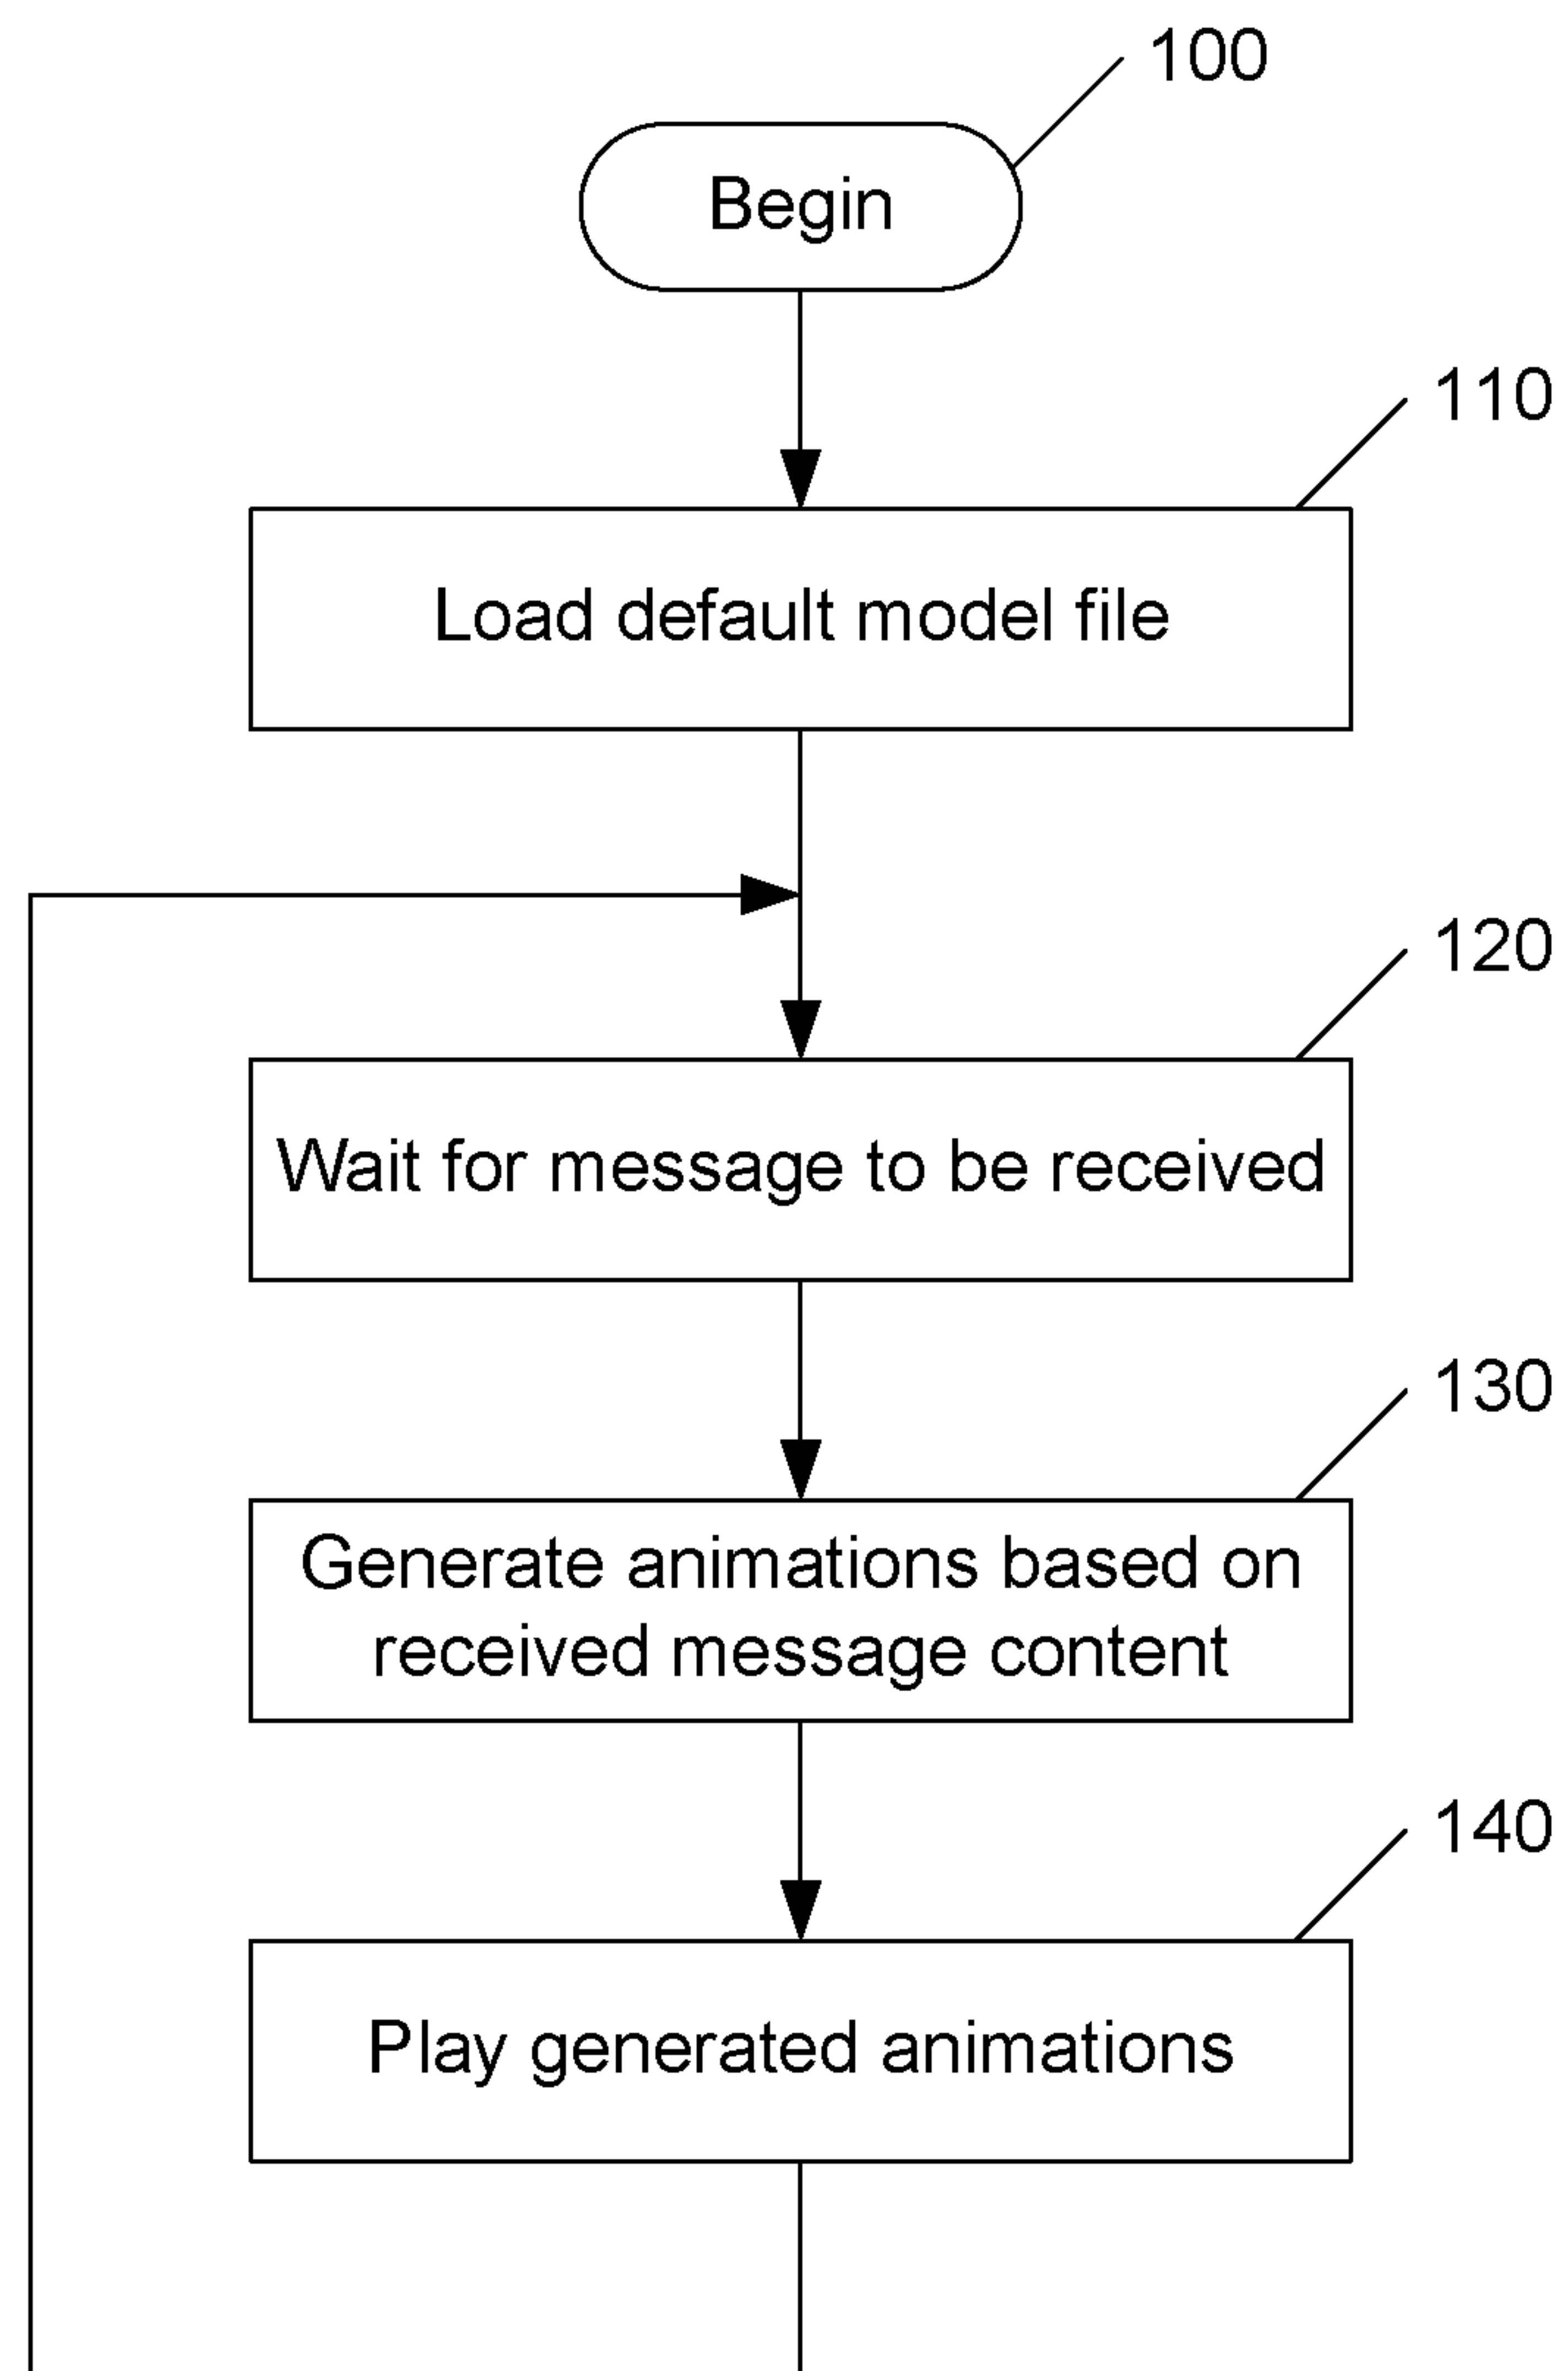 100
Begin
110
Load default model file
120
Wait for message to be received
130
Generate animations based on
received message content
140
Play generated animations